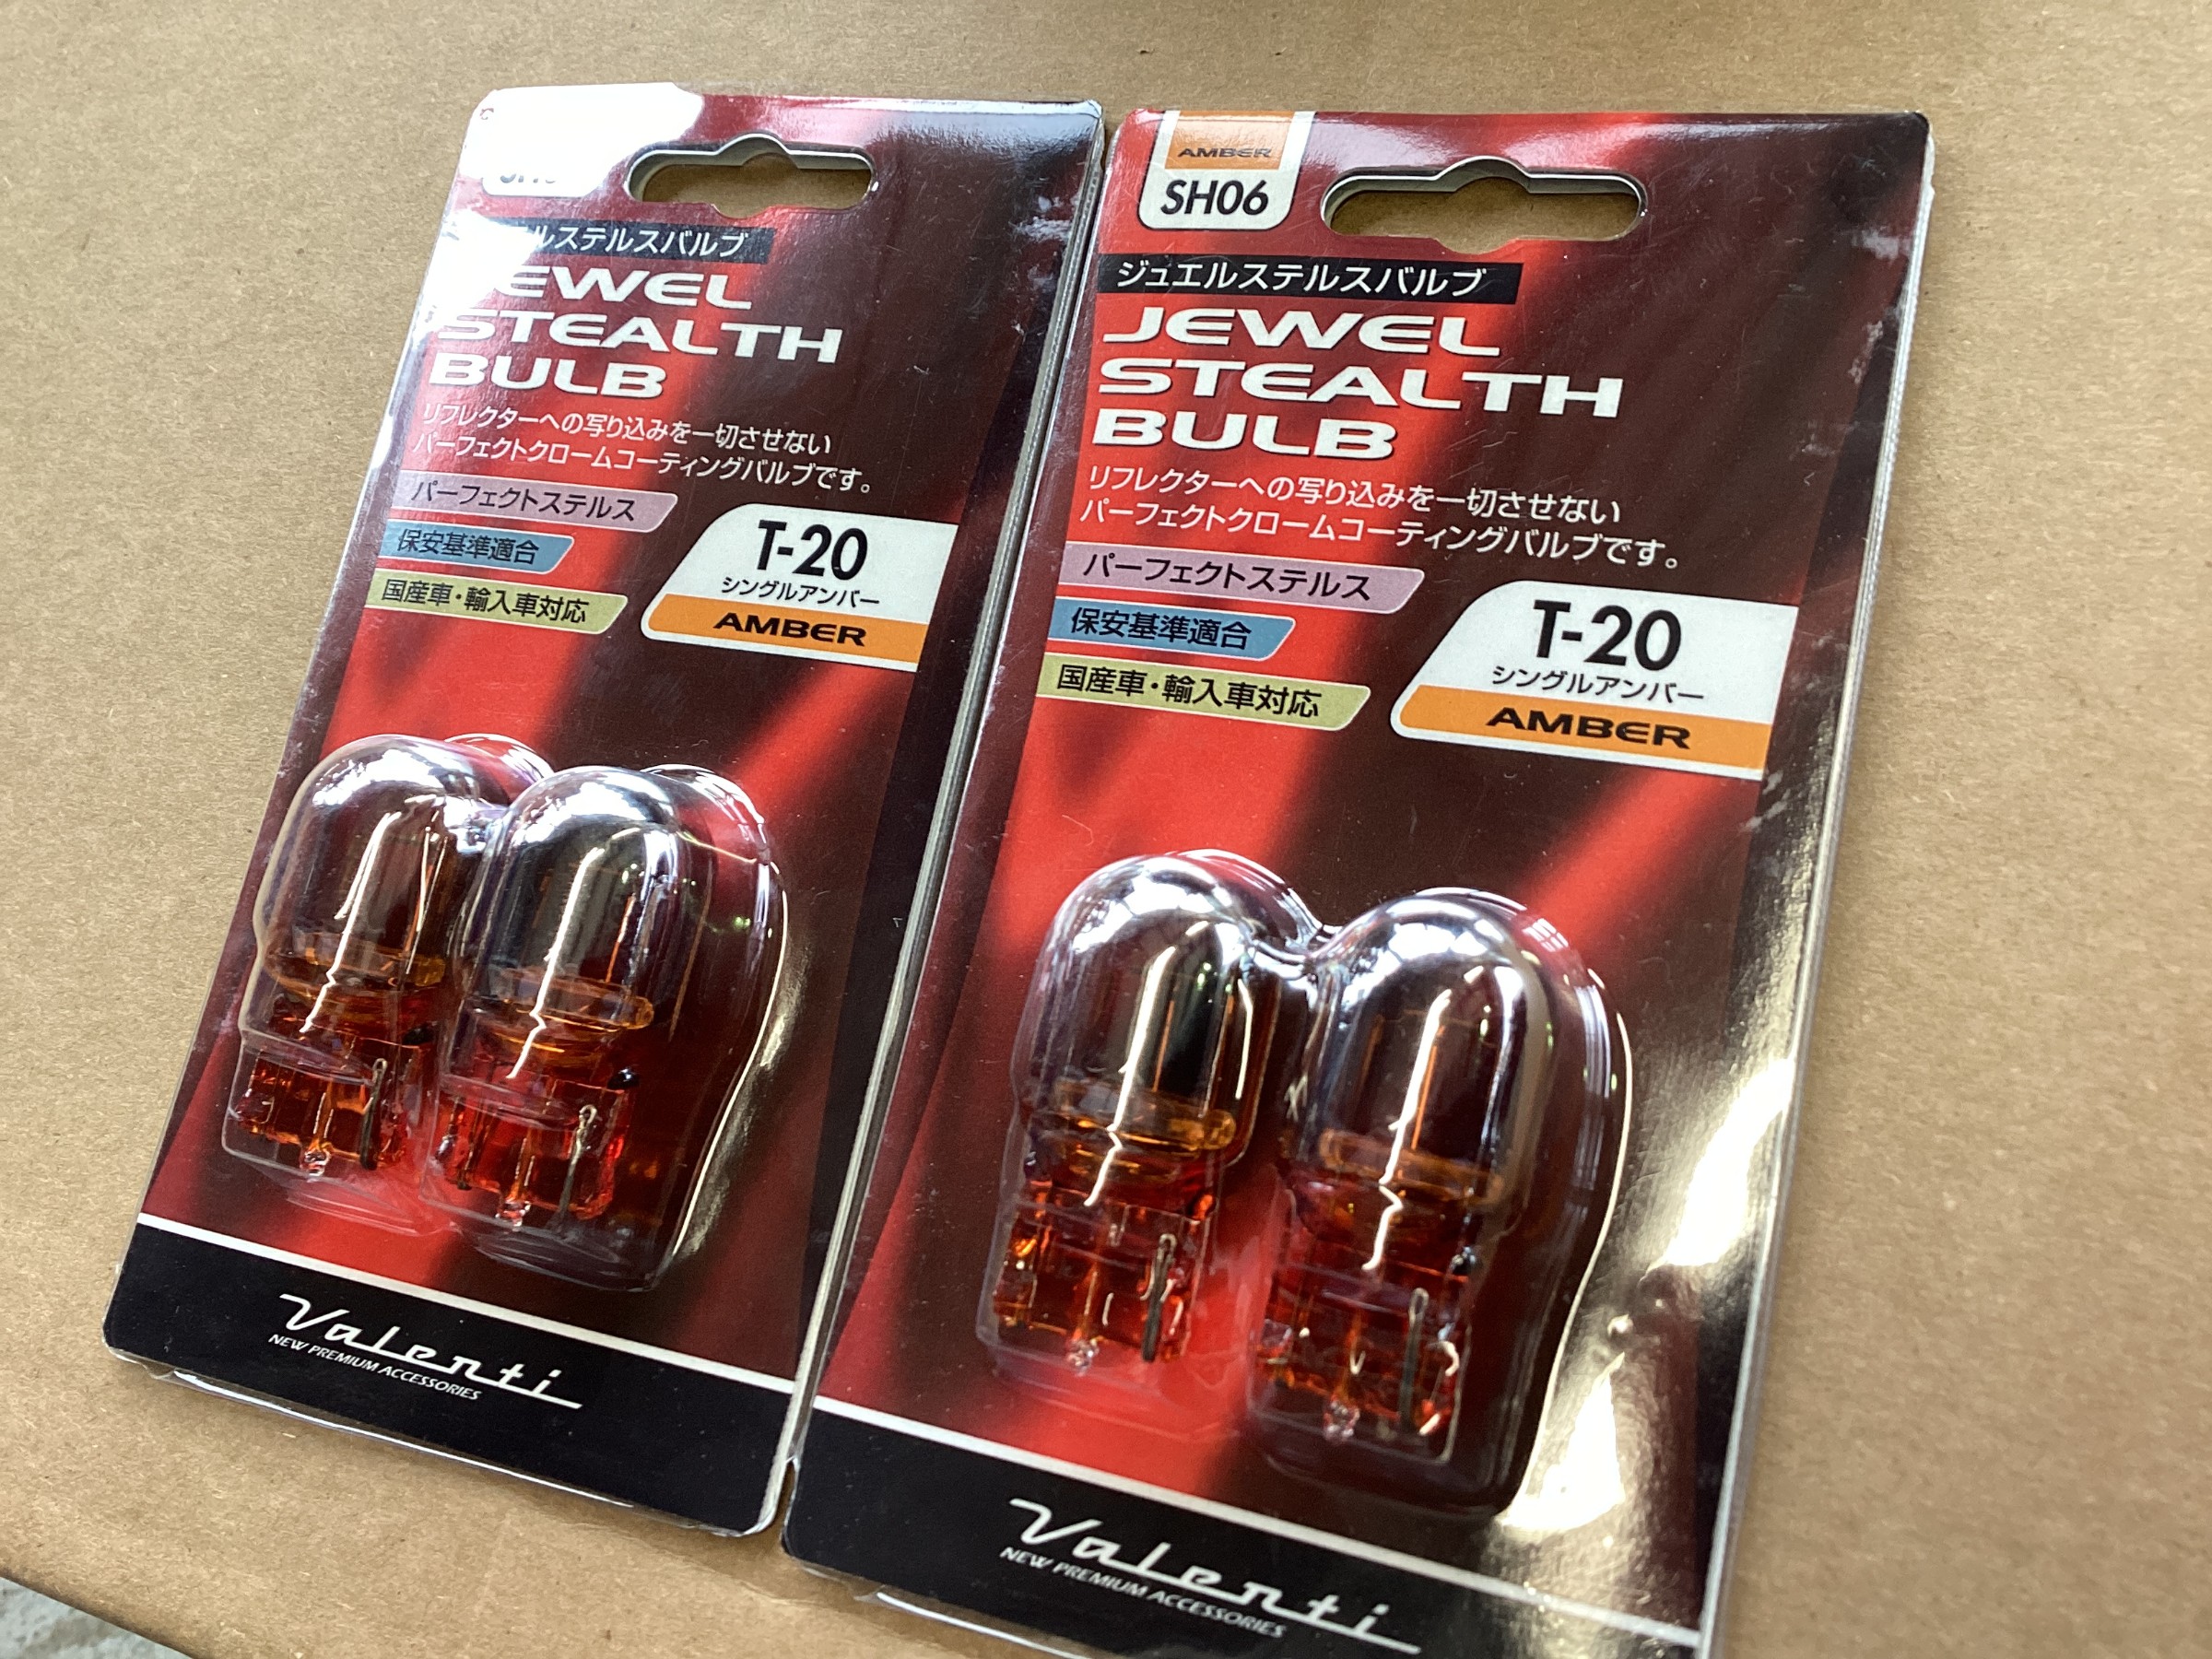 ルステルスバルブ
JEWEL
STEALTH
BULB
リフレクターへの写り込みを一切させない
パーフェクトクロームコーティングバルブです。
パーフェクトステルス
保安基準適合
国産車・輸入車対応
T-20
シングルアンバー
AMBER
Valenti
NEW PREMIUM ACCESSORIES
AMBER
SH06
ジュエルステルスバルブ
JEWEL
STEALTH
BULB
リフレクターへの写り込みを一切させない
パーフェクトクロームコーティングバルブです。
パーフェクトステルス
保安基準適合
国産車・輸入車対応
T-20
シングルアンバー
AMBER
Valenti
NEW PREMIUM ACCESSORIES